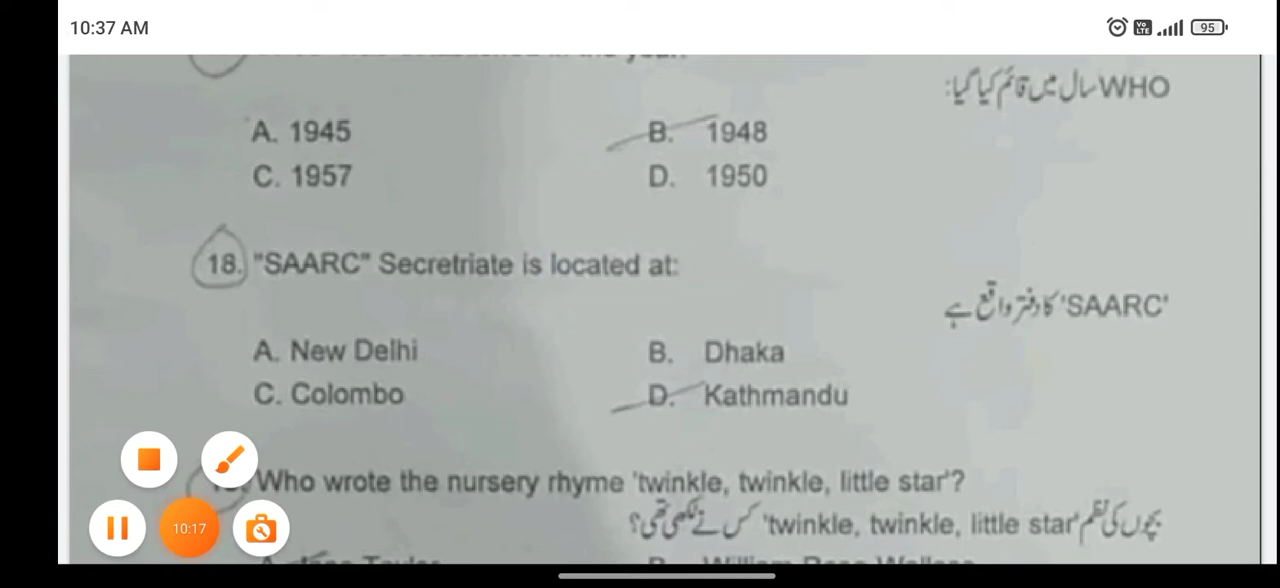 10:37 AM
Vo LTE 95
WHO سال میں قائم کیا گیا:
A. 1945
B. 1948
C. 1957
D. 1950
18. "SAARC" Secretriate is located at:
'SAARC' کا دفتر واقع ہے
A. New Delhi
B. Dhaka
C. Colombo
D. Kathmandu
Who wrote the nursery rhyme 'twinkle, twinkle, little star'?
بچوں کی نظم 'twinkle, twinkle, little star' کس نے لکھی تھی؟
10:17